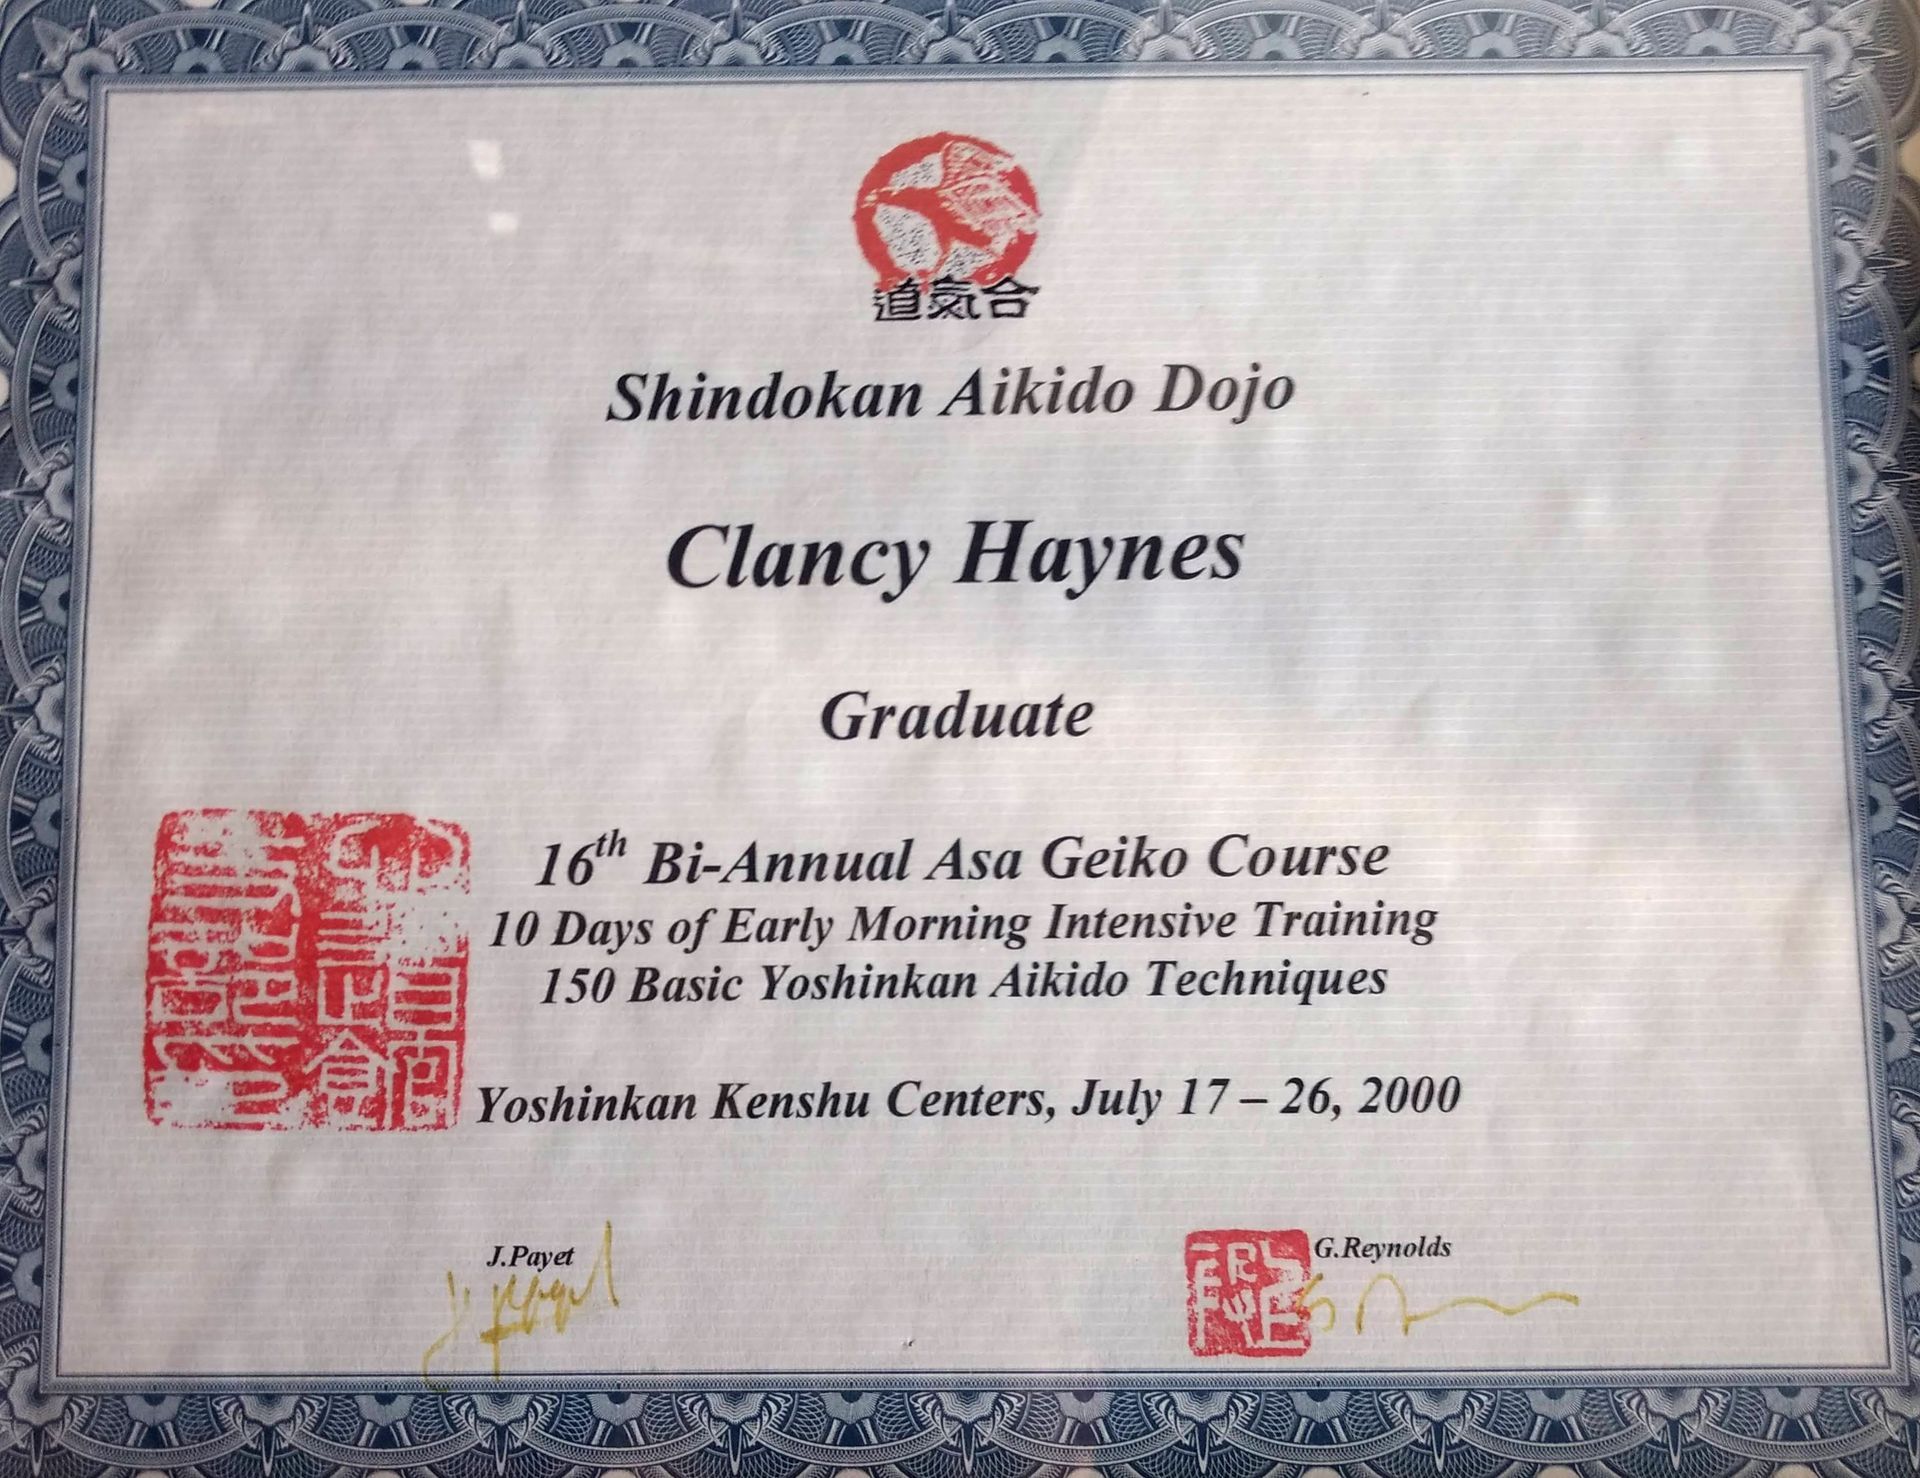 道氣合
Shindokan Aikido Dojo
Clancy Haynes
Graduate
16th Bi-Annual Asa Geiko Course
10 Days of Early Morning Intensive Training
150 Basic Yoshinkan Aikido Techniques
Yoshinkan Kenshu Centers, July 17 – 26, 2000
J.Payet
G.Reynolds